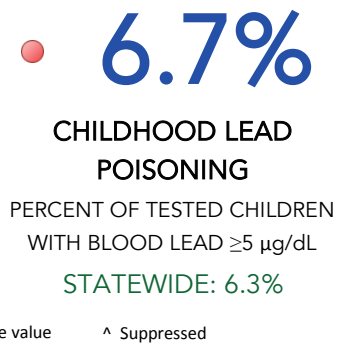 6.7%
CHILDHOOD LEAD
POISONING
PERCENT OF TESTED CHILDREN
WITH BLOOD LEAD ≥5 µg/dL
STATEWIDE: 6.3%
value ^ Suppressed